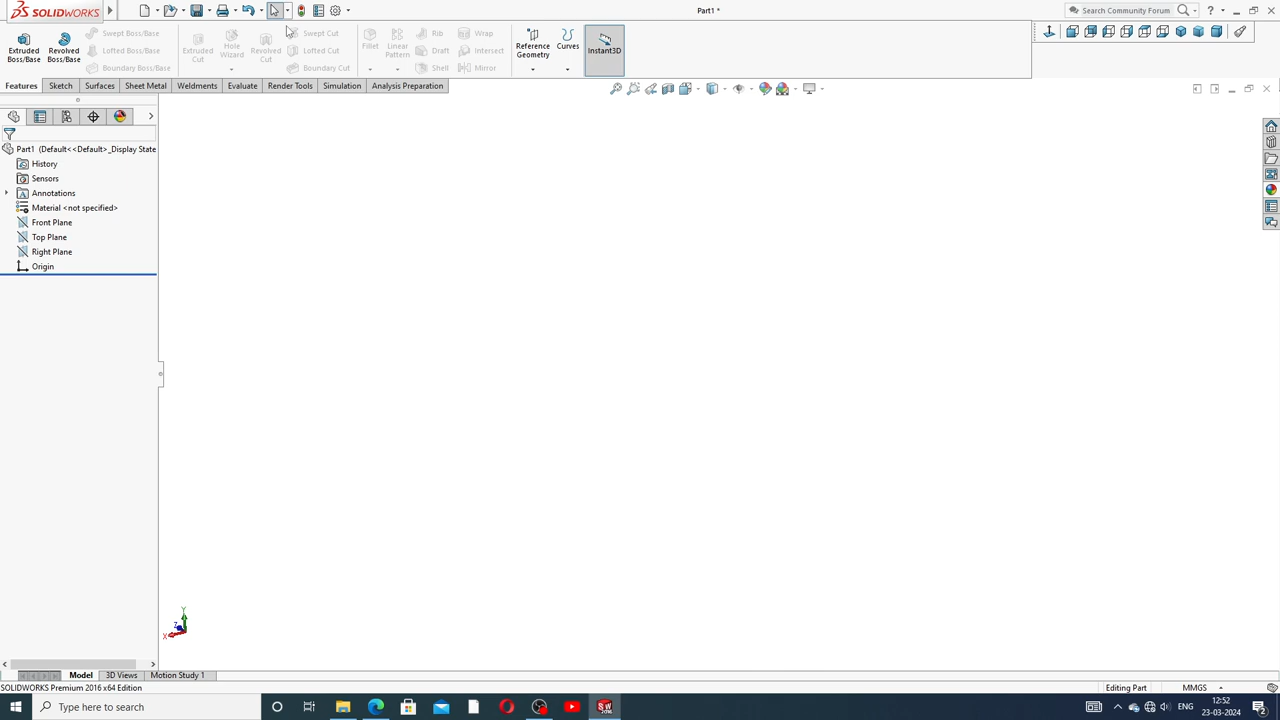 SOLIDWORKS
Part1 *
Search Community Forum
Extruded Boss/Base
Revolved Boss/Base
Swept Boss/Base
Lofted Boss/Base
Boundary Boss/Base
Extruded Cut
Hole Wizard
Revolved Cut
Swept Cut
Lofted Cut
Boundary Cut
Fillet
Linear Pattern
Rib
Draft
Shell
Wrap
Intersect
Mirror
Reference Geometry
Curves
Instant3D
Features Sketch Surfaces Sheet Metal Weldments Evaluate Render Tools Simulation Analysis Preparation
Part1 (Default<<Default>_Display State
History
Sensors
Annotations
Material <not specified>
Front Plane
Top Plane
Right Plane
Origin
Y
Z
X
Model 3D Views Motion Study 1
SOLIDWORKS Premium 2016 x64 Edition
Editing Part
MMGS
Type here to search
ENG
12:52
23-03-2024